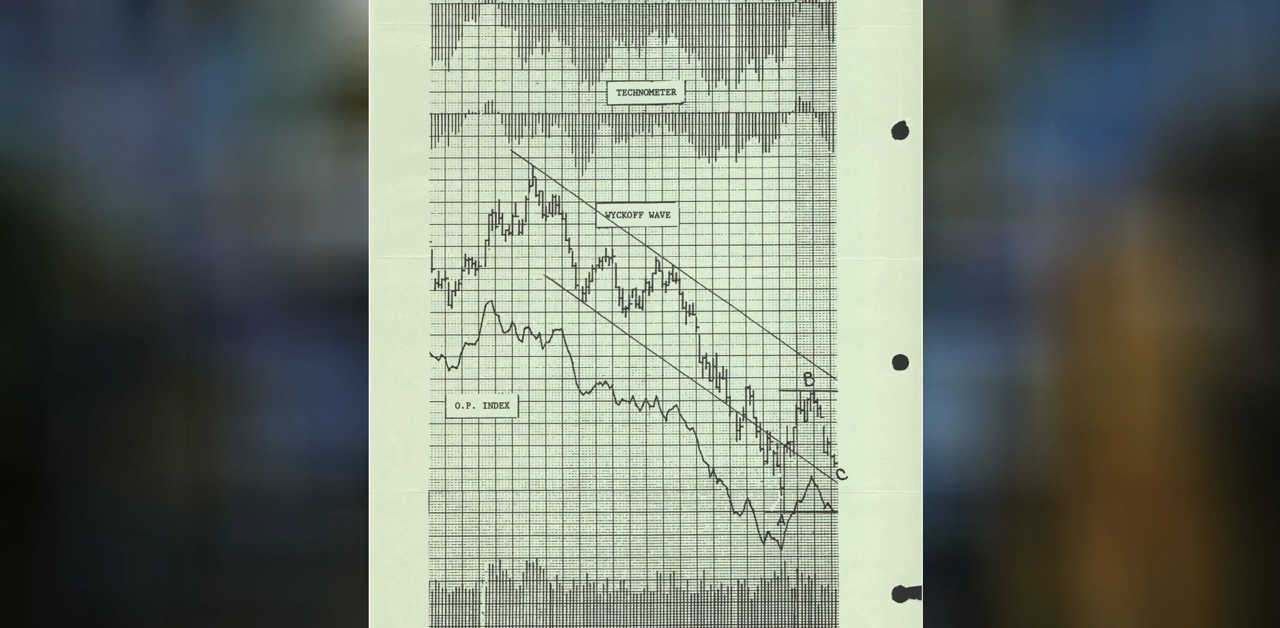 TECHNOMETER
WYCKOFF WAVE
B
O.P. INDEX
C
A